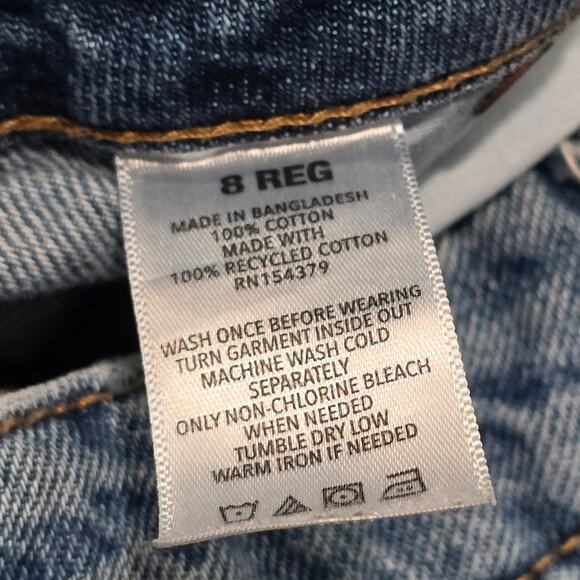 8 REG
MADE IN BANGLADESH
100% COTTON
MADE WITH
100% RECYCLED COTTON
RN154379
WASH ONCE BEFORE WEARING
TURN GARMENT INSIDE OUT
MACHINE WASH COLD
SEPARATELY
ONLY NON-CHLORINE BLEACH
WHEN NEEDED
TUMBLE DRY LOW
WARM IRON IF NEEDED